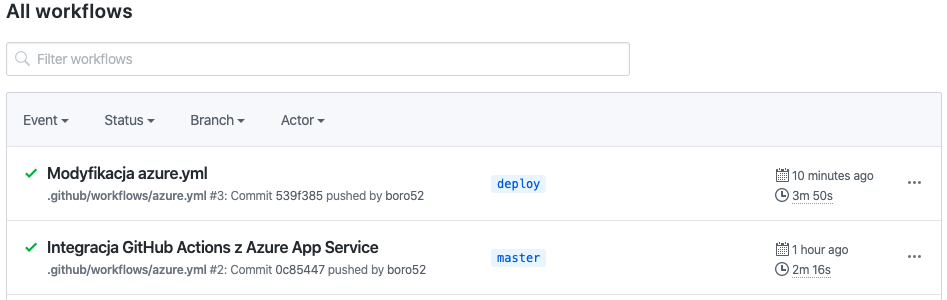 All workflows
Filter workflows
Event Status Branch Actor
Modyfikacja azure.yml
.github/workflows/azure.yml #3: Commit 539f385 pushed by boro52
deploy
10 minutes ago
3m 50s
Integracja GitHub Actions z Azure App Service
.github/workflows/azure.yml #2: Commit 0c85447 pushed by boro52
master
1 hour ago
2m 16s